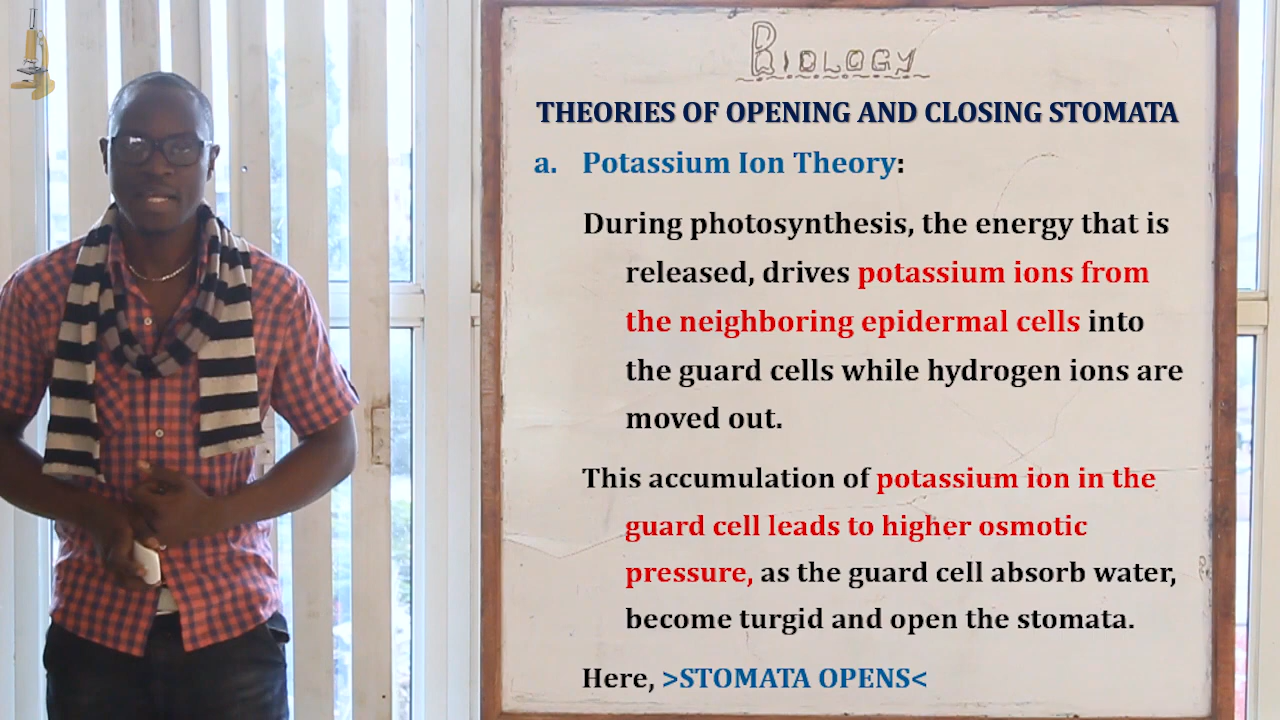 BIOLOGY
THEORIES OF OPENING AND CLOSING STOMATA
a. Potassium Ion Theory:
During photosynthesis, the energy that is
released, drives potassium ions from
the neighboring epidermal cells into
the guard cells while hydrogen ions are
moved out.
This accumulation of potassium ion in the
guard cell leads to higher osmotic
pressure, as the guard cell absorb water,
become turgid and open the stomata.
Here, >STOMATA OPENS<